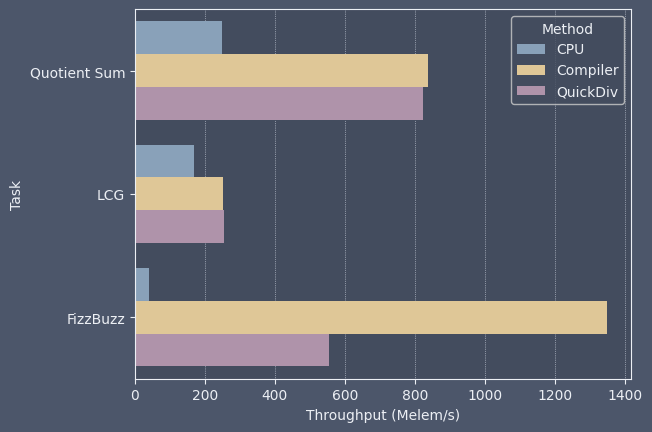 Method
CPU
Compiler
QuickDiv
Task
Quotient Sum
LCG
FizzBuzz
0 200 400 600 800 1000 1200 1400
Throughput (Melem/s)